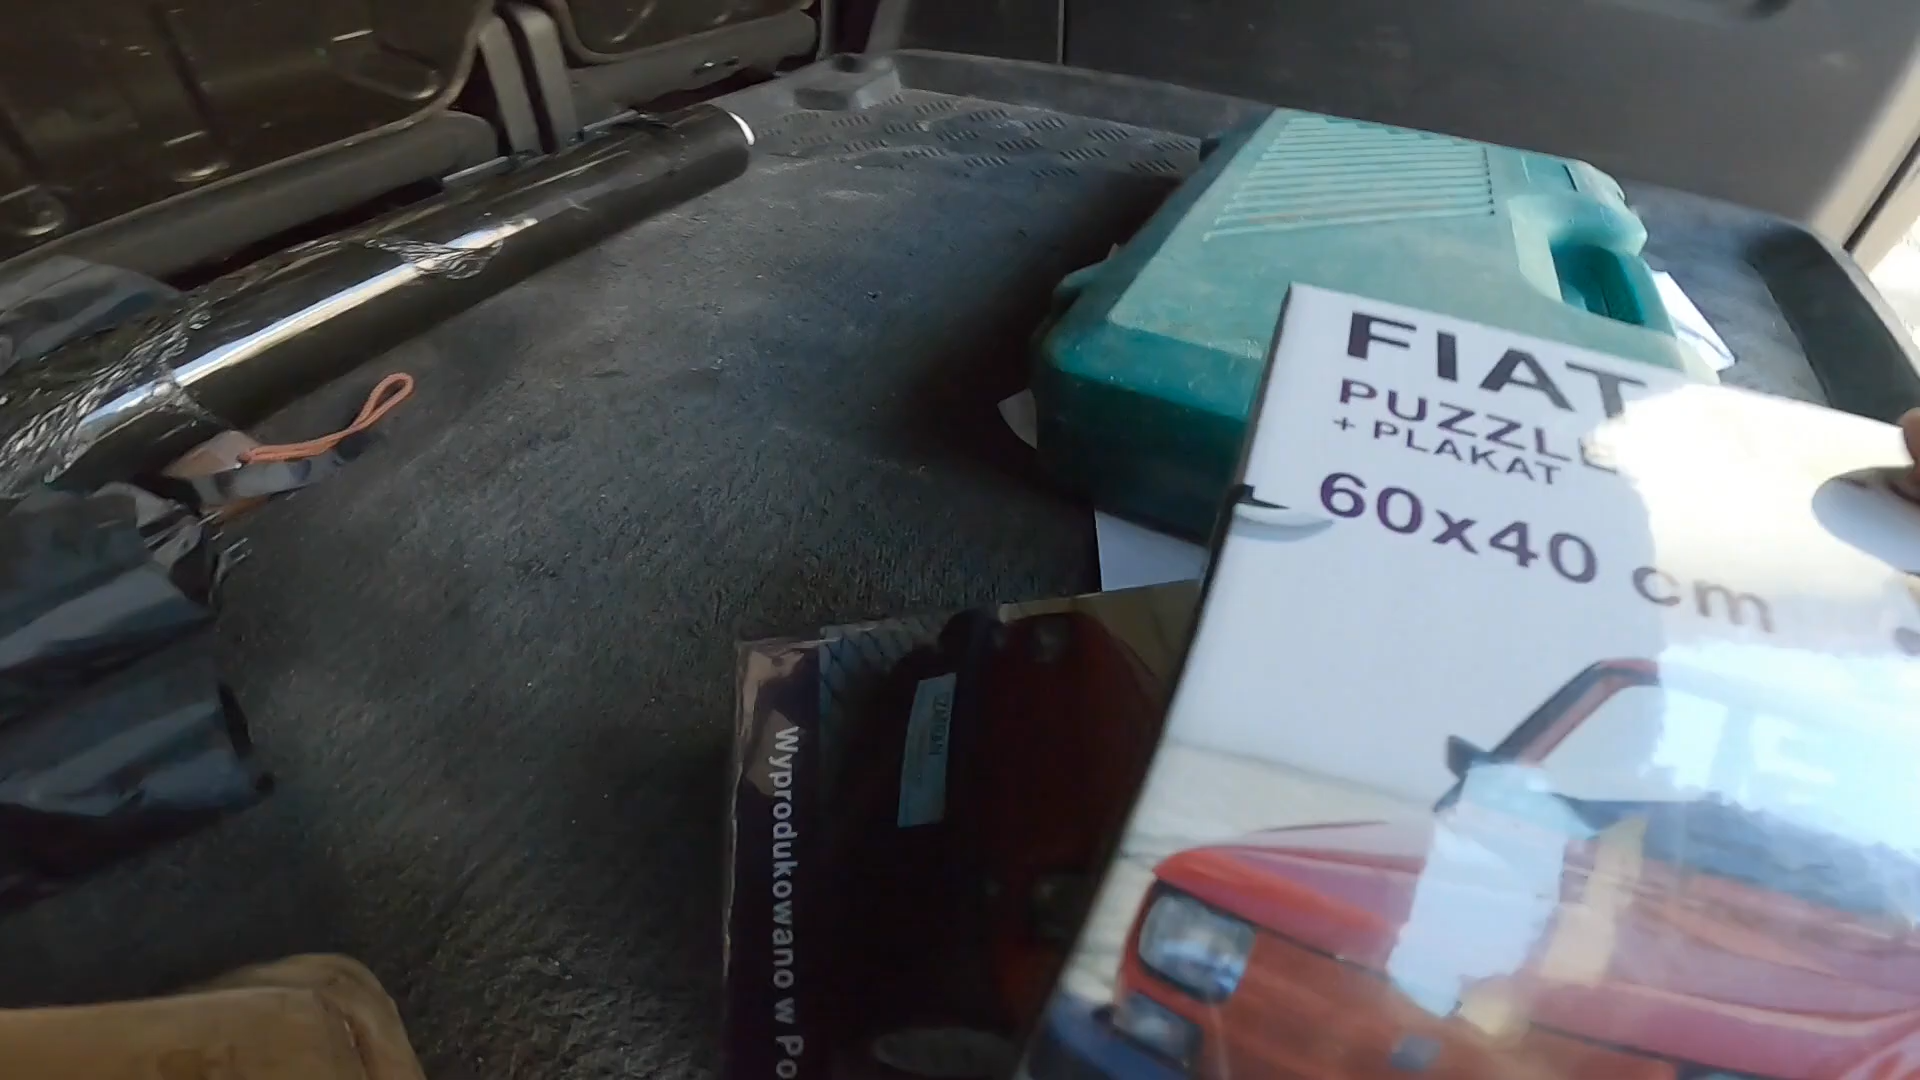 FIAT
PUZZLE
+ PLAKAT
60x40 cm
Wyprodukowano w Po